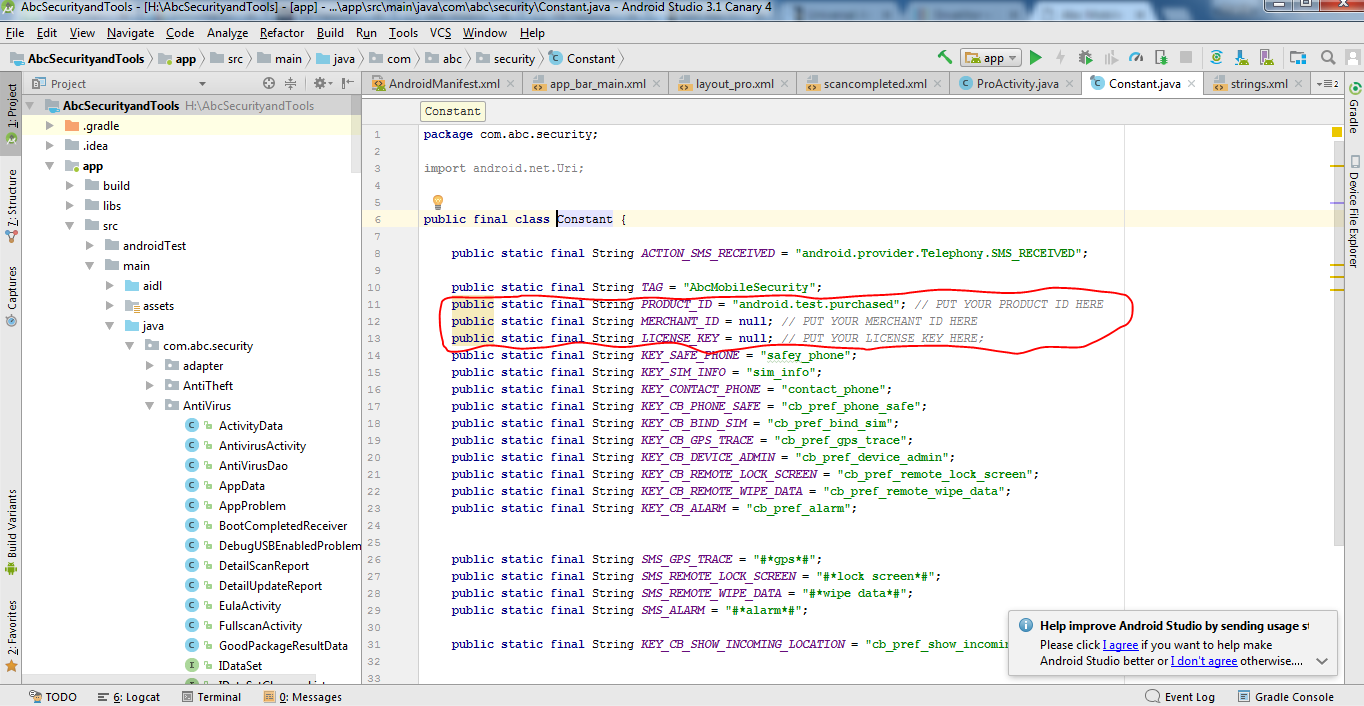 AbcSecurityandTools - [H:\AbcSecurityandTools] - [app] - ...\app\src\main\java\com\abc\security\Constant.java - Android Studio 3.1 Canary 4
File Edit View Navigate Code Analyze Refactor Build Run Tools VCS Window Help
AbcSecurityandTools app src main java com abc security Constant app
Project AndroidManifest.xml app_bar_main.xml layout_pro.xml scancompleted.xml ProActivity.java Constant.java strings.xml 2
1: Project
7: Structure
Captures
Build Variants
2: Favorites
AbcSecurityandTools H:\AbcSecurityandTools
.gradle
.idea
app
build
libs
src
androidTest
main
aidl
assets
java
com.abc.security
adapter
AntiTheft
AntiVirus
ActivityData
AntivirusActivity
AntiVirusDao
AppData
AppProblem
BootCompletedReceiver
DebugUSBEnabledProblem
DetailScanReport
DetailUpdateReport
EulaActivity
FullscanActivity
GoodPackageResultData
IDataSet
Constant
1 package com.abc.security;
2
3 import android.net.Uri;
4
5
6 public final class Constant {
7
8 public static final String ACTION_SMS_RECEIVED = "android.provider.Telephony.SMS_RECEIVED";
9
10 public static final String TAG = "AbcMobileSecurity";
11 public static final String PRODUCT_ID = "android.test.purchased"; // PUT YOUR PRODUCT ID HERE
12 public static final String MERCHANT_ID = null; // PUT YOUR MERCHANT ID HERE
13 public static final String LICENSE_KEY = null; // PUT YOUR LICENSE KEY HERE;
14 public static final String KEY_SAFE_PHONE = "safey_phone";
15 public static final String KEY_SIM_INFO = "sim_info";
16 public static final String KEY_CONTACT_PHONE = "contact_phone";
17 public static final String KEY_CB_PHONE_SAFE = "cb_pref_phone_safe";
18 public static final String KEY_CB_BIND_SIM = "cb_pref_bind_sim";
19 public static final String KEY_CB_GPS_TRACE = "cb_pref_gps_trace";
20 public static final String KEY_CB_DEVICE_ADMIN = "cb_pref_device_admin";
21 public static final String KEY_CB_REMOTE_LOCK_SCREEN = "cb_pref_remote_lock_screen";
22 public static final String KEY_CB_REMOTE_WIPE_DATA = "cb_pref_remote_wipe_data";
23 public static final String KEY_CB_ALARM = "cb_pref_alarm";
24
25
26 public static final String SMS_GPS_TRACE = "#*gps*#";
27 public static final String SMS_REMOTE_LOCK_SCREEN = "#*lock screen*#";
28 public static final String SMS_REMOTE_WIPE_DATA = "#*wipe data*#";
29 public static final String SMS_ALARM = "#*alarm*#";
30
31 public static final String KEY_CB_SHOW_INCOMING_LOCATION = "cb_pref_show_incomin
32
33
Gradle
Device File Explorer
Help improve Android Studio by sending usage st
Please click I agree if you want to help make
Android Studio better or I don't agree otherwise....
TODO 6: Logcat Terminal 0: Messages Event Log Gradle Console